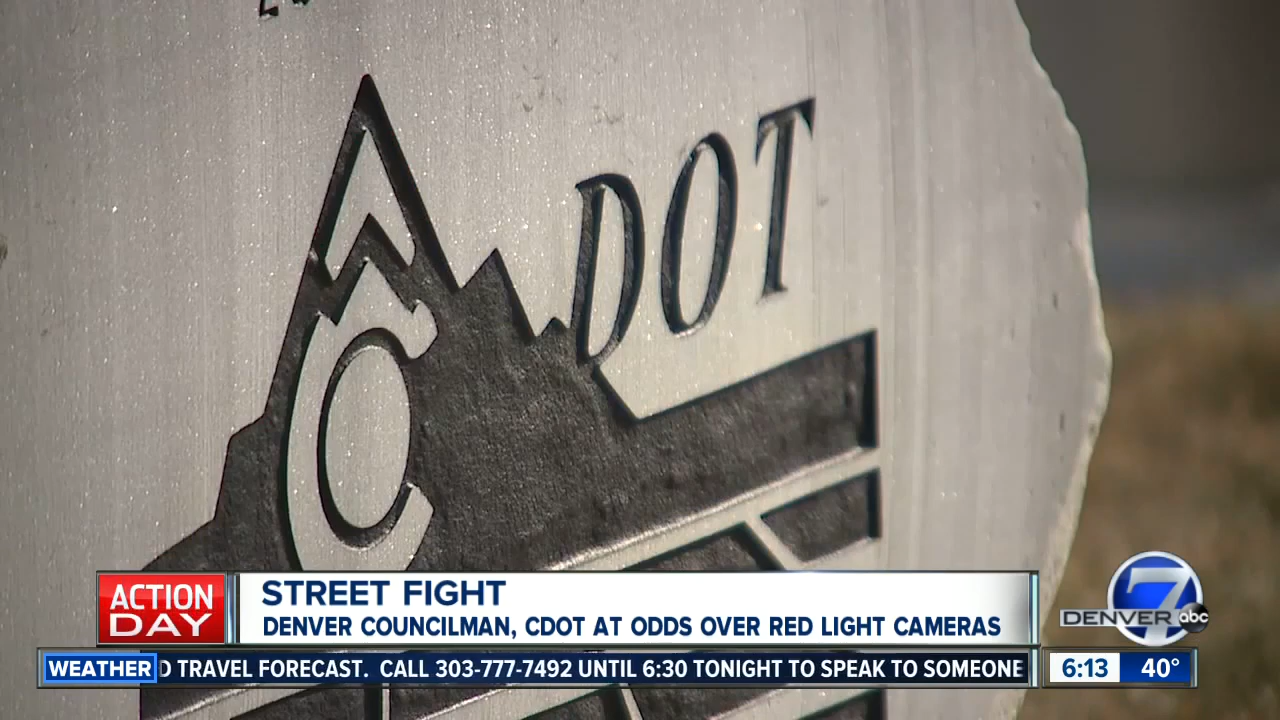 C
DOT
ACTION
DAY
STREET FIGHT
DENVER COUNCILMAN, CDOT AT ODDS OVER RED LIGHT CAMERAS
DENVER 7 abc
WEATHER
D TRAVEL FORECAST. CALL 303-777-7492 UNTIL 6:30 TONIGHT TO SPEAK TO SOMEONE
6:13 40°